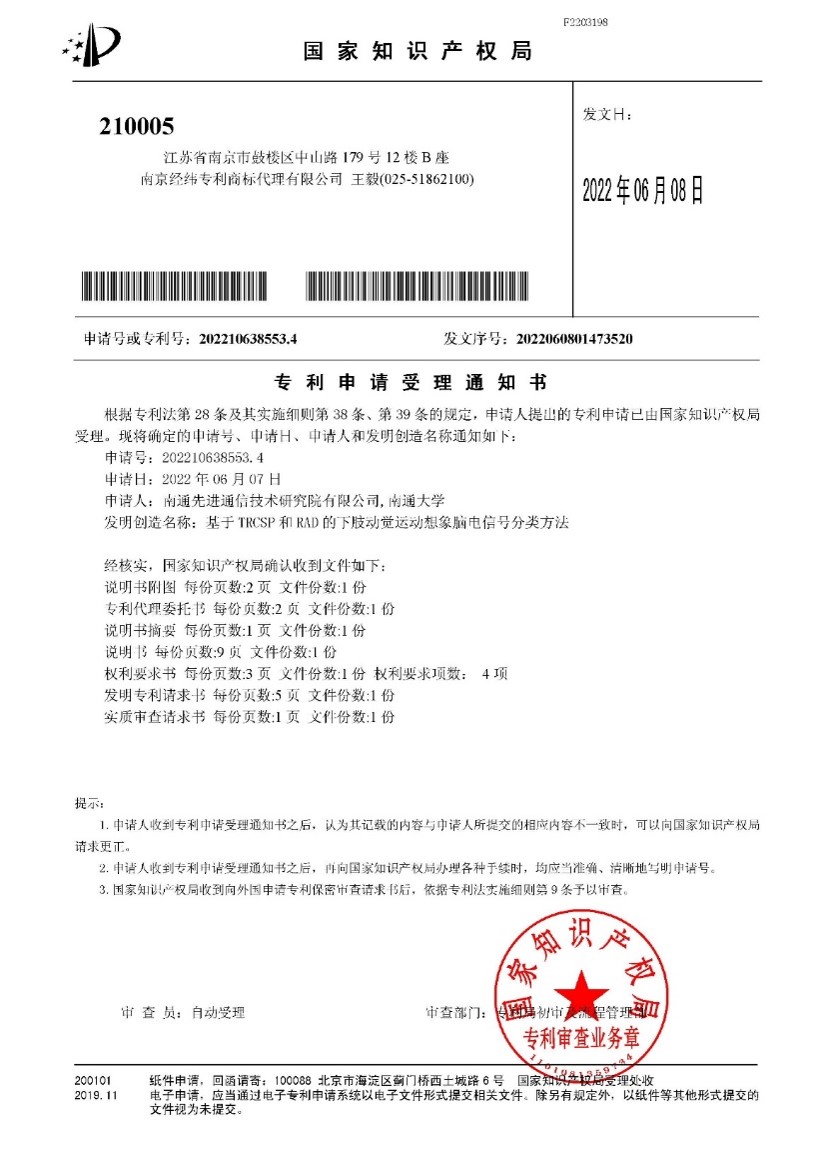 F2203198
国家知识产权局
210005
江苏省南京市鼓楼区中山路 179 号 12 楼 B 座
南京经纬专利商标代理有限公司 王毅(025-51862100)
发文日：
2022 年 06 月 08 日
申请号或专利号：202210638553.4
发文序号：2022060801473520
专利申请受理通知书
根据专利法第 28 条及其实施细则第 38 条、第 39 条的规定，申请人提出的专利申请已由国家知识产权局
受理。现将确定的申请号、申请日、申请人和发明创造名称通知如下：
申请号：202210638553.4
申请日：2022 年 06 月 07 日
申请人：南通先进通信技术研究院有限公司,南通大学
发明创造名称：基于 TRCSP 和 RAD 的下肢动觉运动想象脑电信号分类方法
经核实，国家知识产权局确认收到文件如下：
说明书附图 每份页数:2 页 文件份数:1 份
专利代理委托书 每份页数:2 页 文件份数:1 份
说明书摘要 每份页数:1 页 文件份数:1 份
说明书 每份页数:9 页 文件份数:1 份
权利要求书 每份页数:3 页 文件份数:1 份 权利要求项数： 4 项
发明专利请求书 每份页数:5 页 文件份数:1 份
实质审查请求书 每份页数:1 页 文件份数:1 份
提示：
1. 申请人收到专利申请受理通知书之后，认为其记载的内容与申请人所提交的相应内容不一致时，可以向国家知识产权局
请求更正。
2. 申请人收到专利申请受理通知书之后，再向国家知识产权局办理各种手续时，均应当准确、清晰地写明申请号。
3. 国家知识产权局收到向外国申请专利保密审查请求书后，依据专利法实施细则第 9 条予以审查。
国家知识产权局
专利审查业务章
审 查 员：自动受理
审查部门：专利局初审及流程管理部
200101
2019.11
纸件申请，回函请寄：100088 北京市海淀区蓟门桥西土城路 6 号 国家知识产权局受理处收
电子申请，应当通过电子专利申请系统以电子文件形式提交相关文件。除另有规定外，以纸件等其他形式提交的
文件视为未提交。